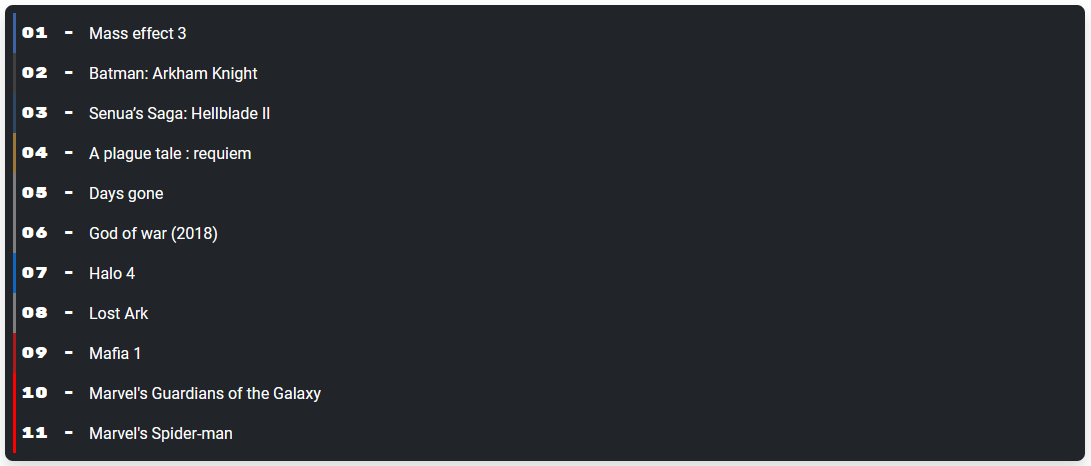 01 - Mass effect 3
02 - Batman: Arkham Knight
03 - Senua’s Saga: Hellblade II
04 - A plague tale : requiem
05 - Days gone
06 - God of war (2018)
07 - Halo 4
08 - Lost Ark
09 - Mafia 1
10 - Marvel's Guardians of the Galaxy
11 - Marvel's Spider-man